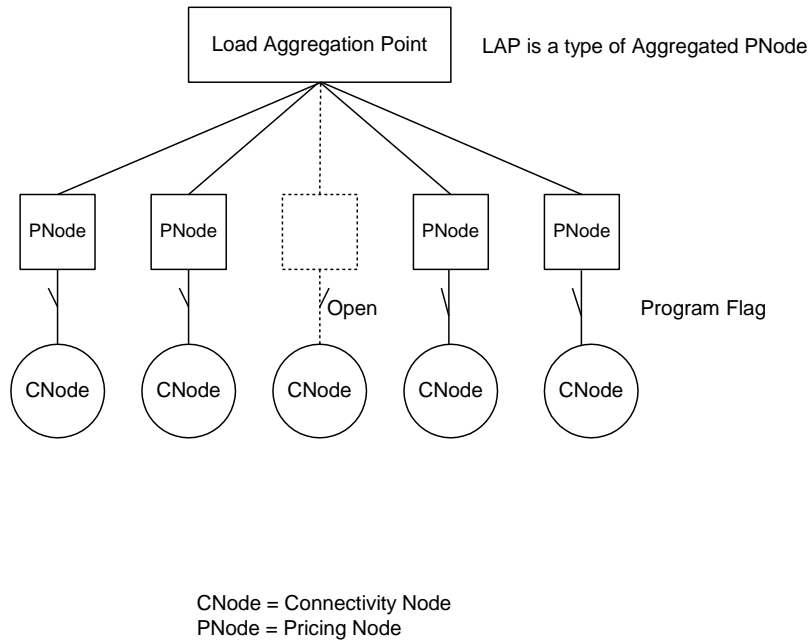 Load Aggregation Point
LAP is a type of Aggregated PNode
PNode
PNode
PNode
PNode
Open
Program Flag
CNode
CNode
CNode
CNode
CNode
CNode = Connectivity Node
PNode = Pricing Node